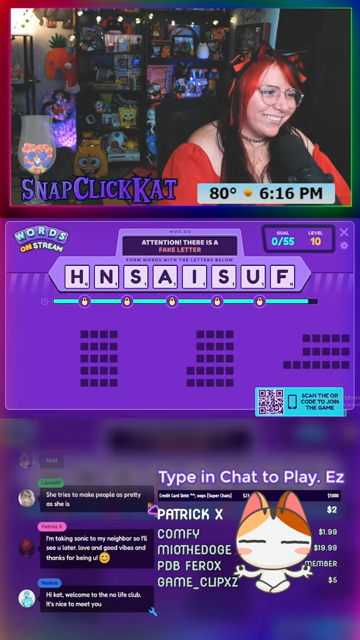 SNAPCLICKKAT
80° 6:16 PM
WORDS
ON STREAM
ATTENTION! THERE IS A
FAKE LETTER
GOAL
0/55
LEVEL
10
FORM WORDS WITH THE LETTERS BELOW
H N S A I S U F
SCAN THE QR
CODE TO JOIN
THE GAME
Type in Chat to Play. Ez
She tries to make people as pretty
as she is
Patrick X
I'm taking sonic to my neighbor so I'll
see u later. love and good vibes and
thanks for being u! 😊
Nadina
Hi kat, welcome to the no life club.
It's nice to meet you
$5000
PATRICK X $2
COMFY $1.99
MIOTHEDOGE $19.99
PDB FEROX MEMBER
GAME_CLIPXZ $5